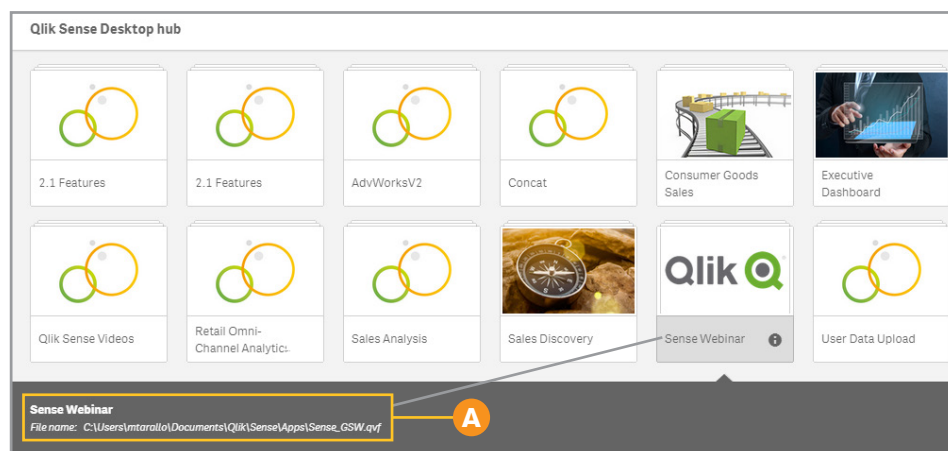 Qlik Sense Desktop hub
2.1 Features
2.1 Features
AdvWorksV2
Concat
Consumer Goods
Sales
Executive
Dashboard
Qlik
Qlik Sense Videos
Retail Omni-
Channel Analytics
Sales Analysis
Sales Discovery
Sense Webinar
User Data Upload
Sense Webinar
File name: C:\Users\mtarallo\Documents\Qlik\Sense\Apps\Sense_GSW.qvf
A